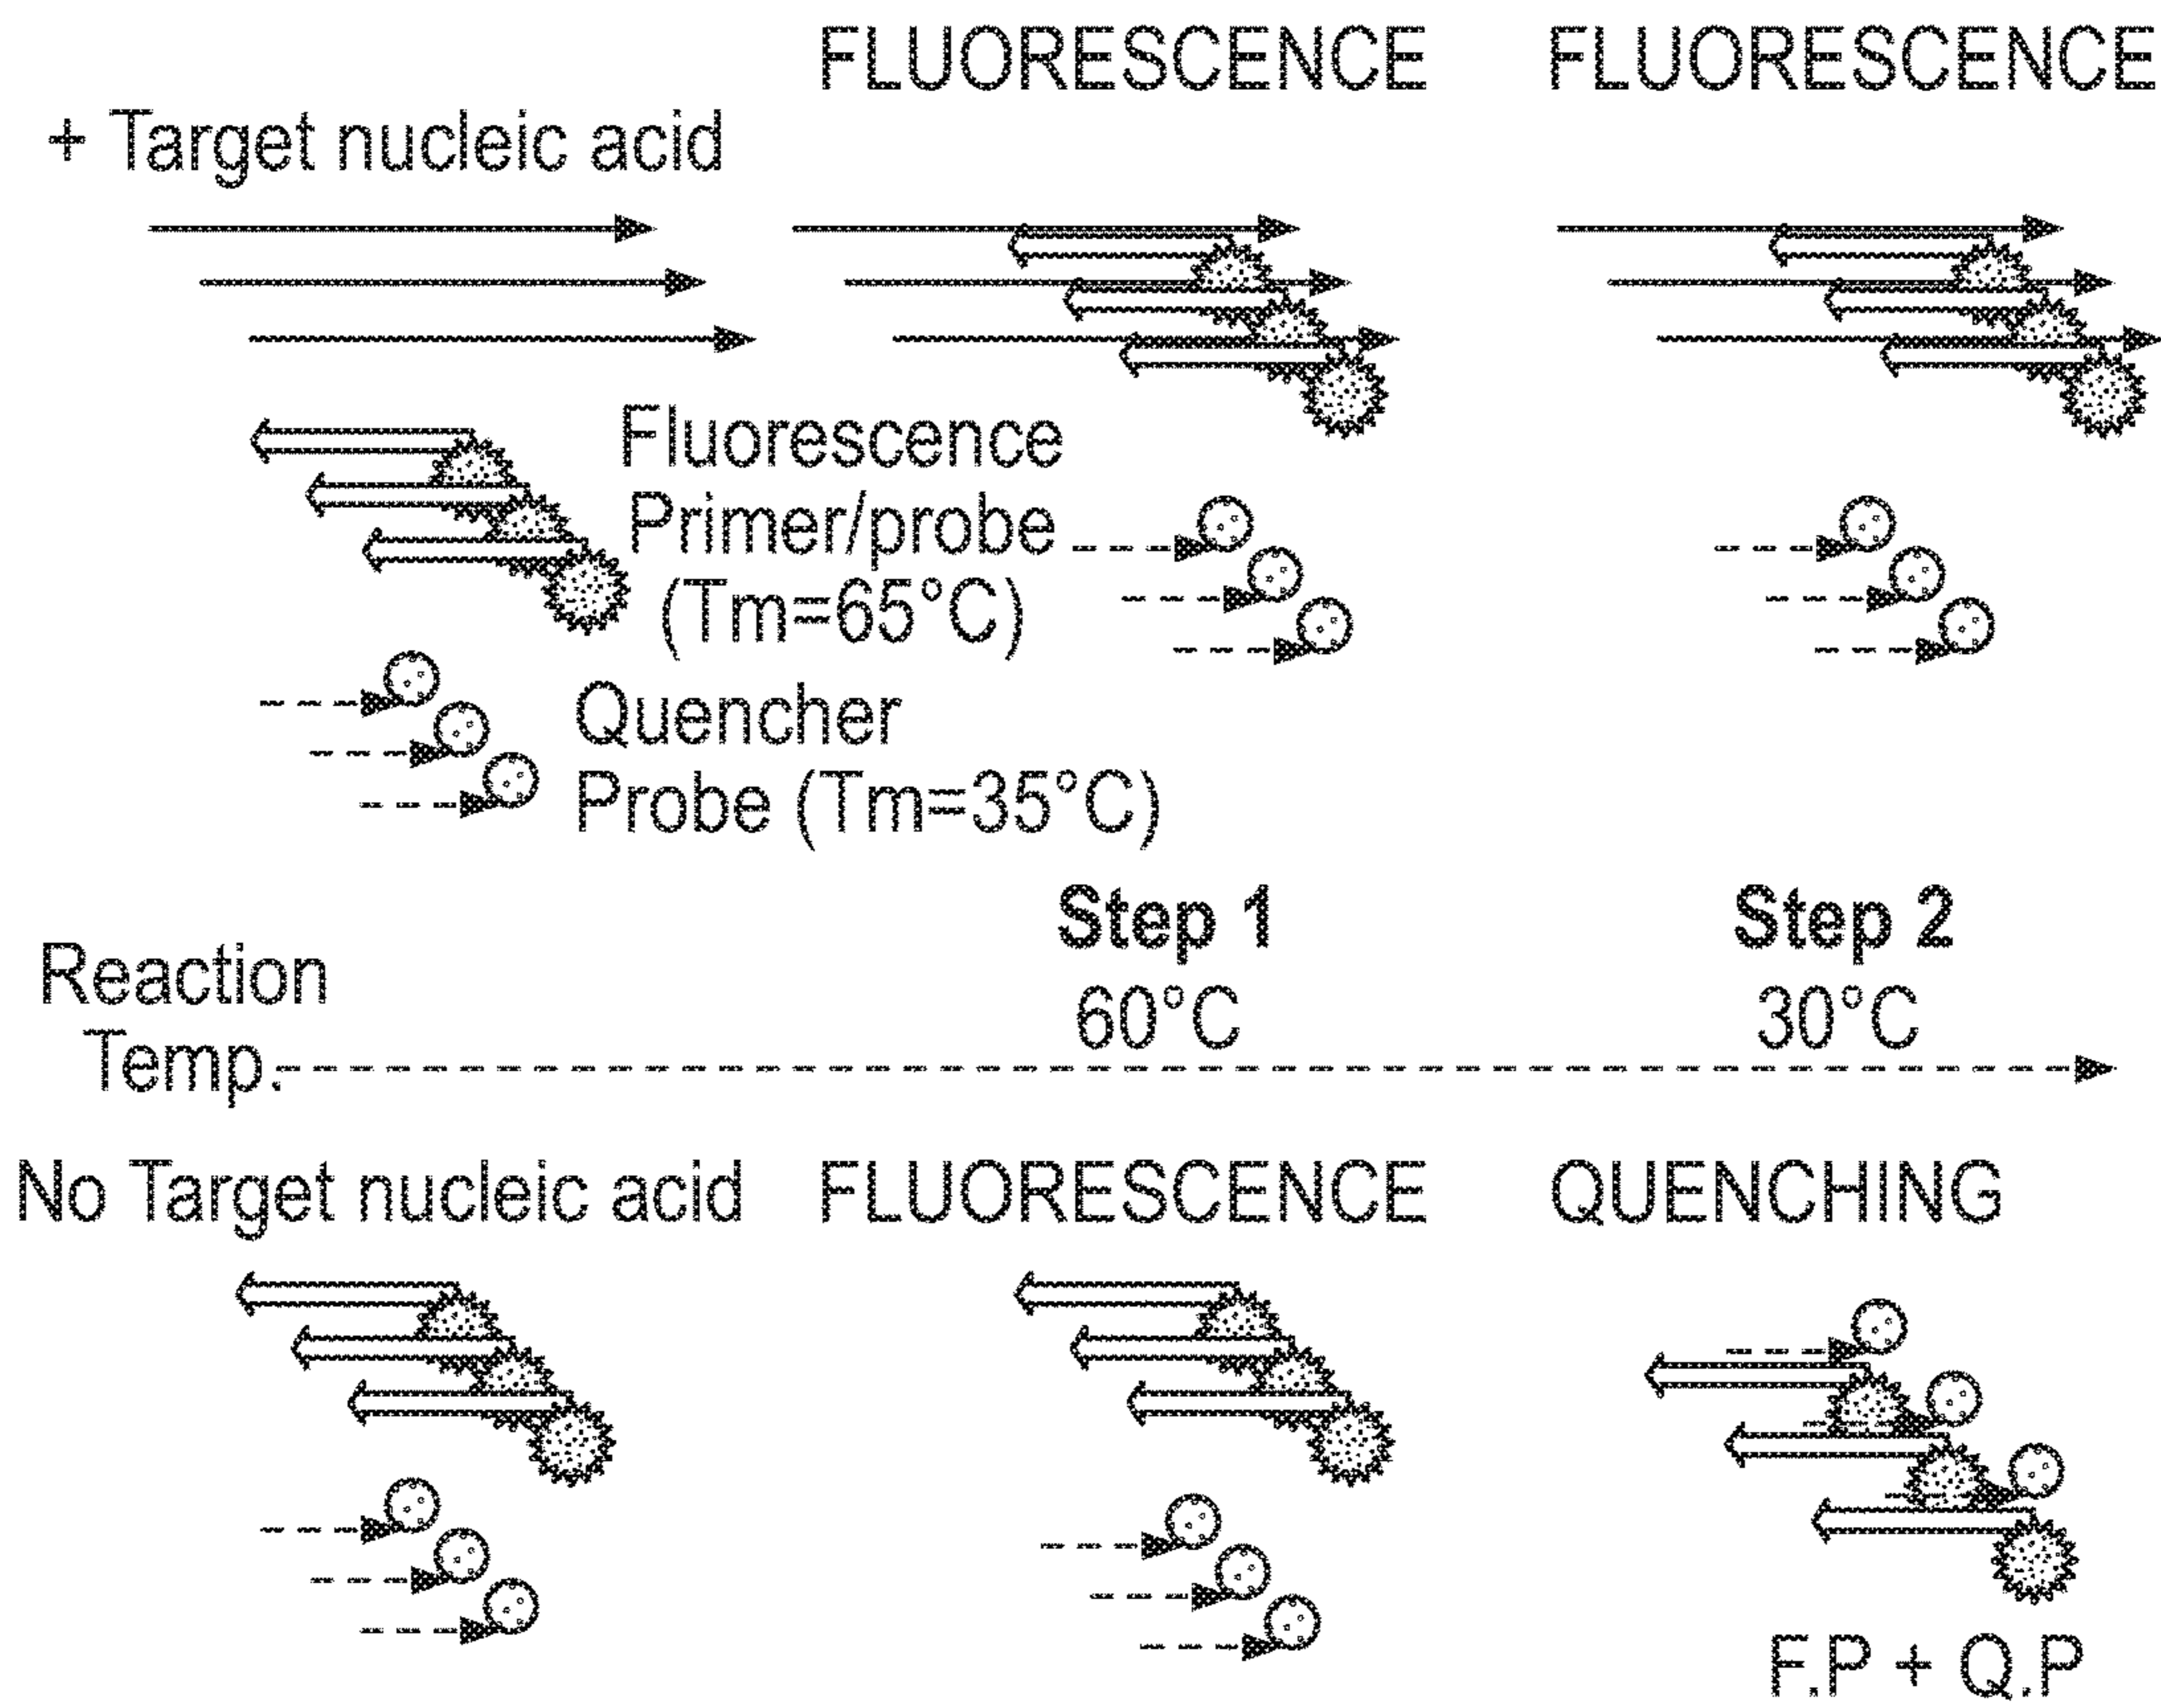 FLUORESCENCE
FLUORESCENCE
+ Target nucleic acid
Fluorescence
Primer/probe
(Tm=65°C)
Quencher
Probe (Tm=35°C)
Step 1
Step 2
Reaction
Temp.
60°C
30°C
No Target nucleic acid
FLUORESCENCE
QUENCHING
F.P + Q.P